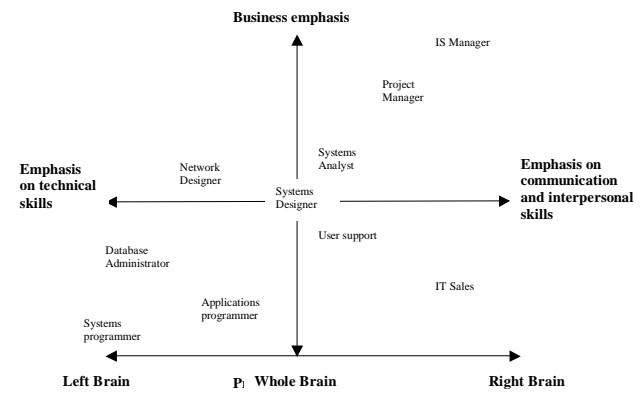 Business emphasis
IS Manager
Project
Manager
Systems
Analyst
Network
Designer
Emphasis
on technical
skills
Systems
Designer
Emphasis on
communication
and interpersonal
skills
User support
Database
Administrator
IT Sales
Applications
programmer
Systems
programmer
Left Brain
Whole Brain
Right Brain